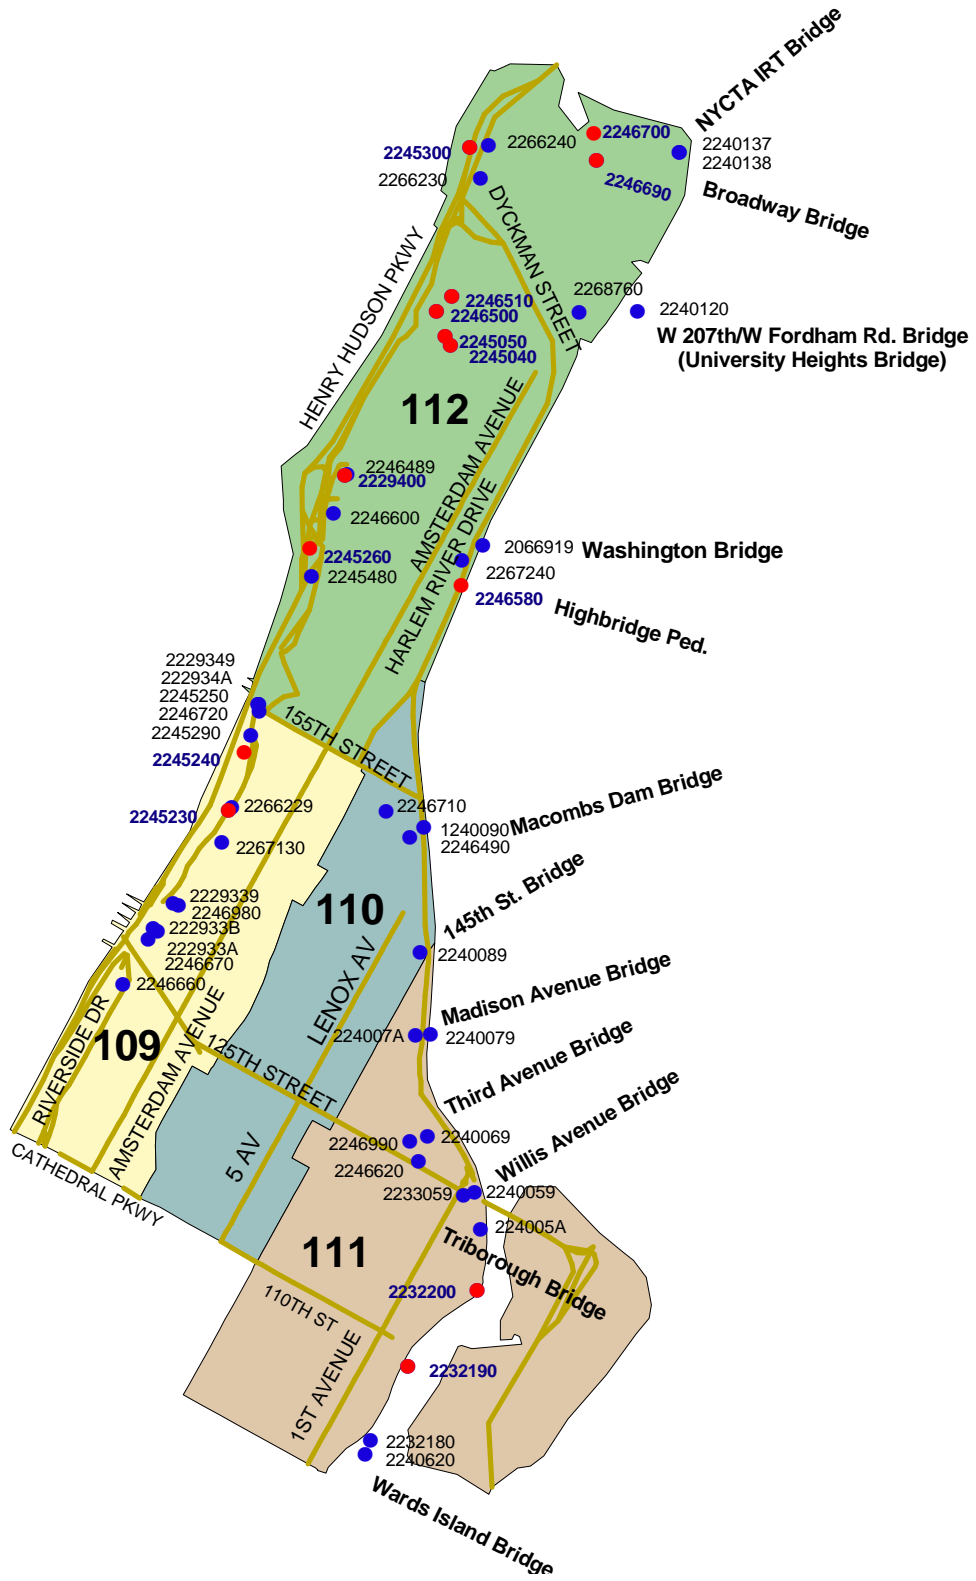 NYCTA IRT Bridge
2246700
2266240
2240137
2245300
2240138
2266230
2246690
Broadway Bridge
DYCKMAN STREET
HENRY HUDSON PKWY
2268760
2246510
2240120
2246500
W 207th/W Fordham Rd. Bridge
(University Heights Bridge)
2245050
2245040
112
AMSTERDAM AVENUE
2246489
2229400
HARLEM RIVER DRIVE
2246600
2066919
Washington Bridge
2245260
2267240
2245480
2246580
Highbridge Ped.
2229349
222934A
2245250
2246720
2245290
155TH STREET
2245240
Macombs Dam Bridge
2266229
2246710
2245230
1240090
2267130
2246490
145th St. Bridge
2229339
110
2246980
222933B
222933A
2240089
2246670
LENOX AV
2246660
Madison Avenue Bridge
RIVERSIDE DR
109
AMSTERDAM AVENUE
224007A
2240079
125TH STREET
Third Avenue Bridge
2246990
2240069
5 AV
2246620
Willis Avenue Bridge
CATHEDRAL PKWY
2233059
2240059
224005A
111
Triborough Bridge
2232200
110TH ST
2232190
1ST AVENUE
2232180
2240620
Wards Island Bridge